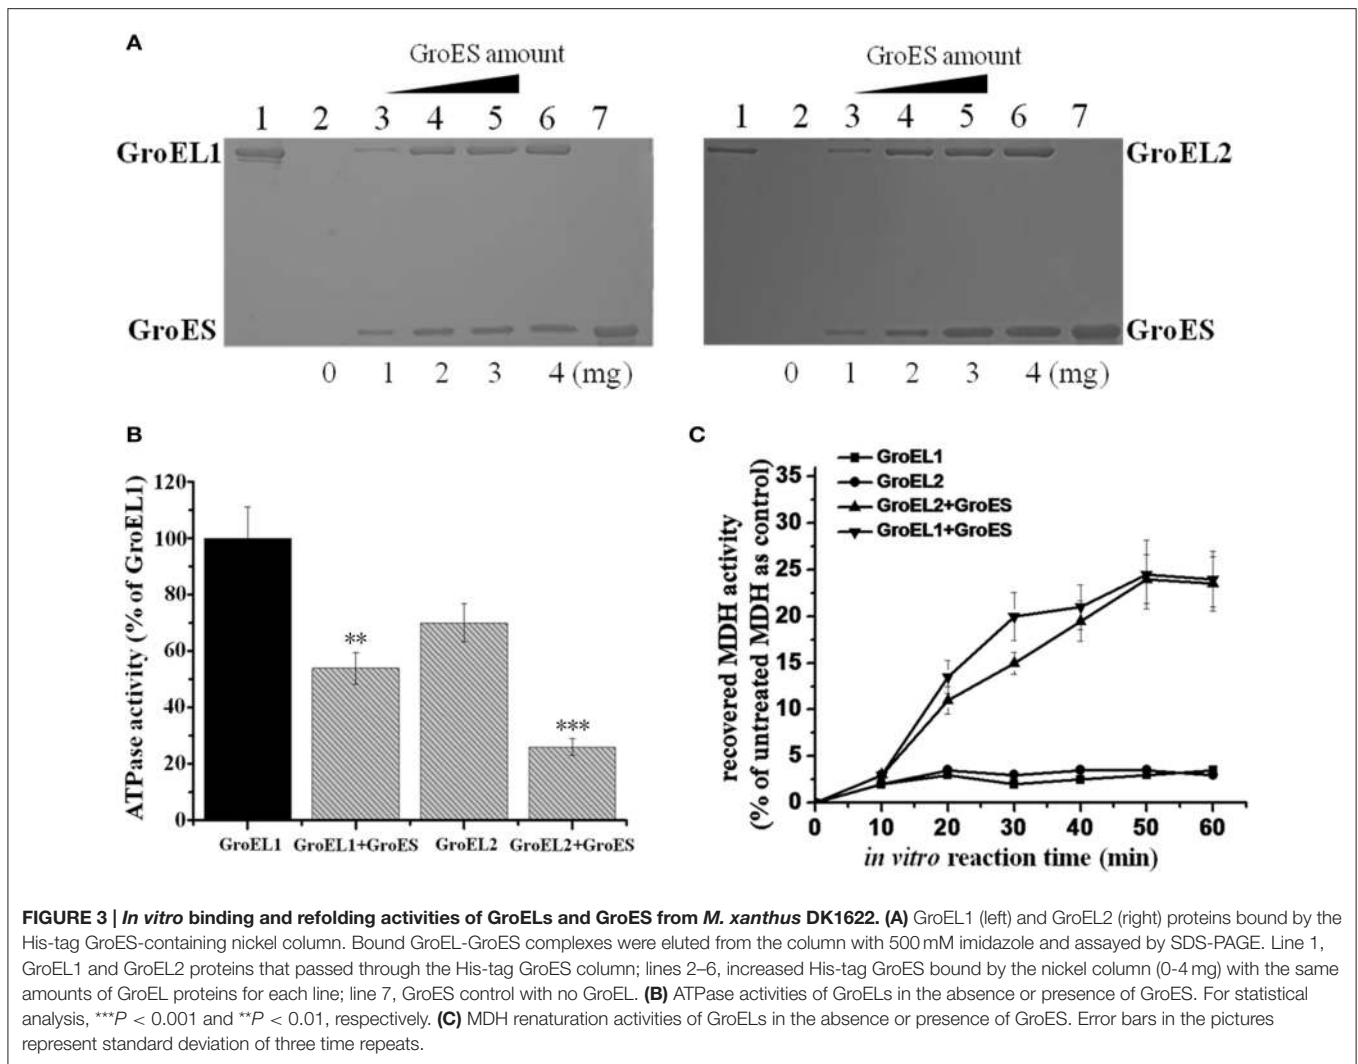 A
GroES amount
1 2 3 4 5 6 7
GroEL1
GroES
0 1 2 3 4 (mg)
GroES amount
1 2 3 4 5 6 7
GroEL2
GroES
0 1 2 3 4 (mg)
B
ATPase activity (% of GroEL1)
120
100
80
60
40
20
0
**
***
GroEL1 GroEL1+GroES GroEL2 GroEL2+GroES
C
recovered MDH activity
(% of untreated MDH as control)
GroEL1
GroEL2
GroEL2+GroES
GroEL1+GroES
35
30
25
20
15
10
5
0
0 10 20 30 40 50 60
in vitro reaction time (min)
FIGURE 3 | In vitro binding and refolding activities of GroELs and GroES from M. xanthus DK1622. (A) GroEL1 (left) and GroEL2 (right) proteins bound by the
His-tag GroES-containing nickel column. Bound GroEL-GroES complexes were eluted from the column with 500 mM imidazole and assayed by SDS-PAGE. Line 1,
GroEL1 and GroEL2 proteins that passed through the His-tag GroES column; lines 2–6, increased His-tag GroES bound by the nickel column (0-4 mg) with the same
amounts of GroEL proteins for each line; line 7, GroES control with no GroEL. (B) ATPase activities of GroELs in the absence or presence of GroES. For statistical
analysis, ***P < 0.001 and **P < 0.01, respectively. (C) MDH renaturation activities of GroELs in the absence or presence of GroES. Error bars in the pictures
represent standard deviation of three time repeats.